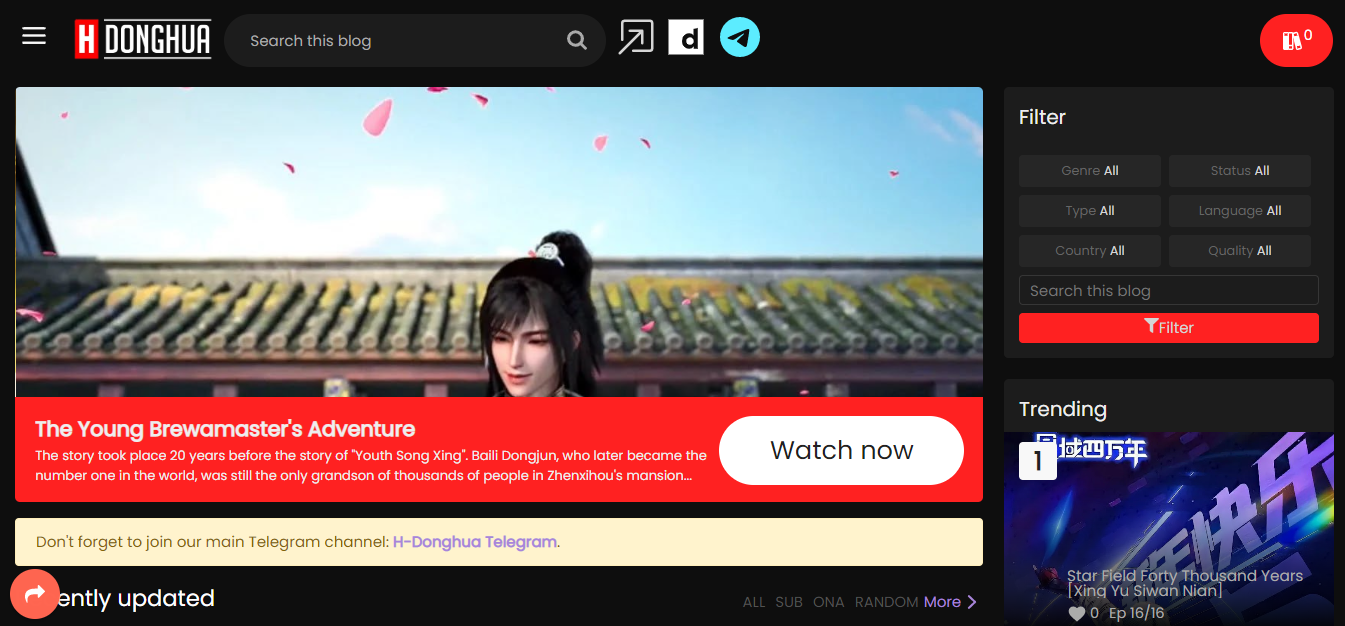 H DONGHUA
Search this blog
d
0
Filter
Genre All
Status All
Type All
Language All
Country All
Quality All
Search this blog
Filter
The Young Brewamaster's Adventure
The story took place 20 years before the story of "Youth Song Xing". Baili Dongjun, who later became the
number one in the world, was still the only grandson of thousands of people in Zhenxihou's mansion...
Watch now
Don't forget to join our main Telegram channel: H-Donghua Telegram.
ently updated
ALL SUB ONA RANDOM More
Trending
1
四万年
快乐
Star Field Forty Thousand Years
[Xing Yu Siwan Nian]
0 Ep 16/16